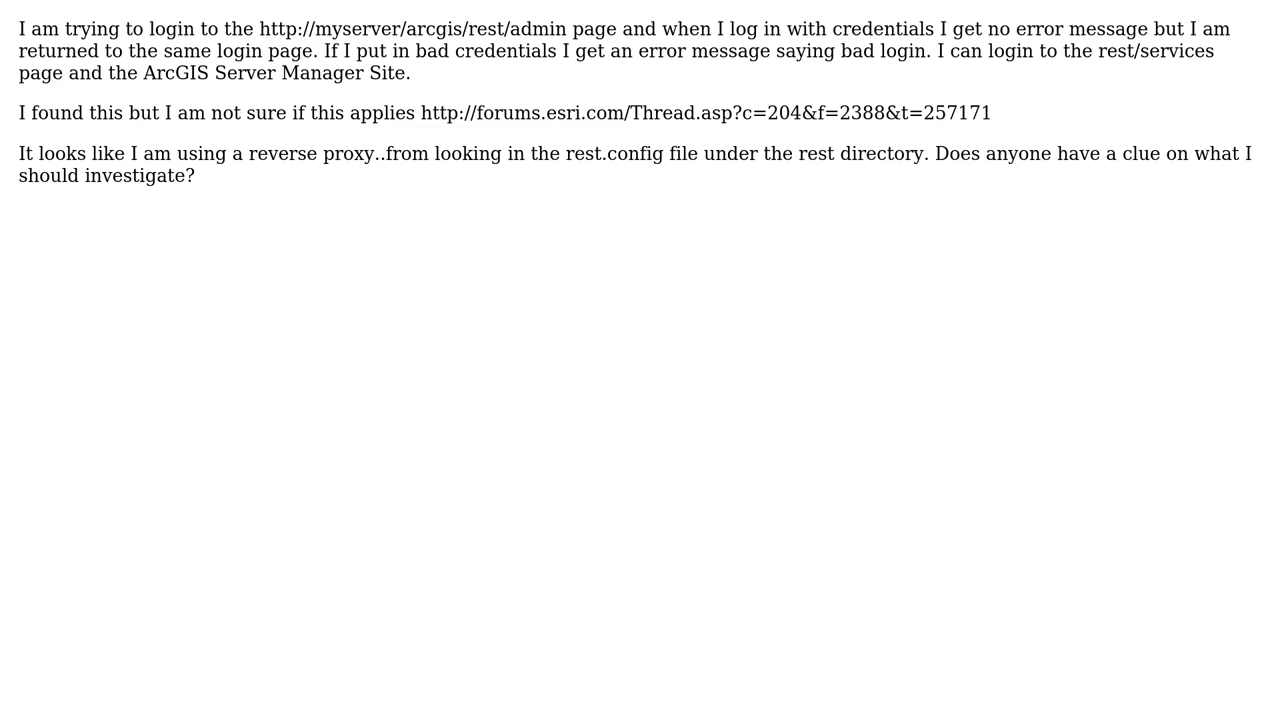 I am trying to login to the http://myserver/arcgis/rest/admin page and when I log in with credentials I get no error message but I am
returned to the same login page. If I put in bad credentials I get an error message saying bad login. I can login to the rest/services
page and the ArcGIS Server Manager Site.
I found this but I am not sure if this applies http://forums.esri.com/Thread.asp?c=204&f=2388&t=257171
It looks like I am using a reverse proxy..from looking in the rest.config file under the rest directory. Does anyone have a clue on what I
should investigate?